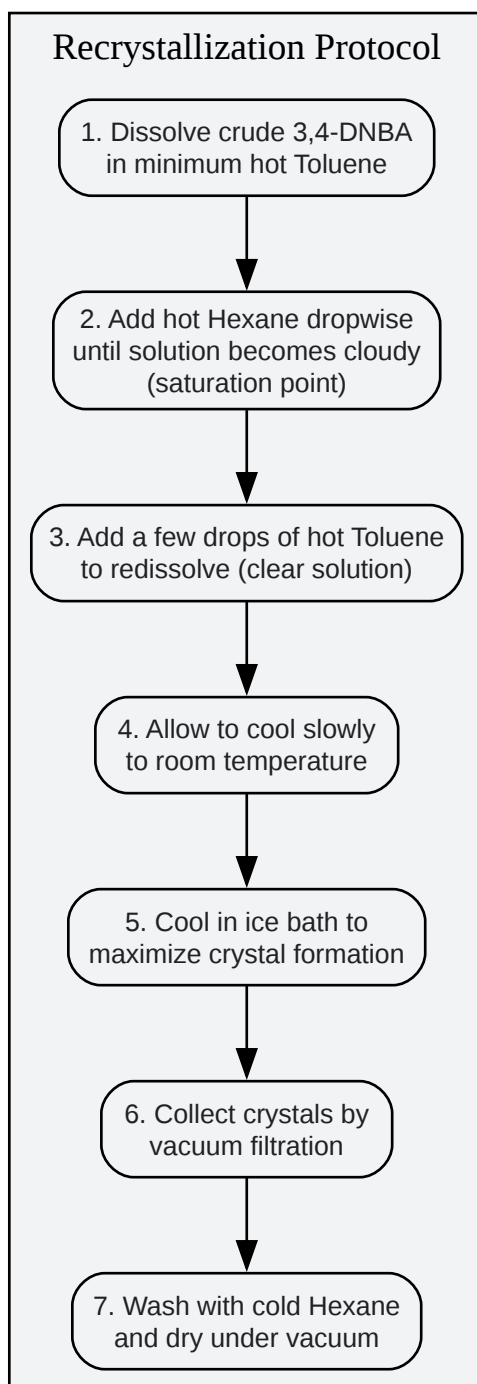 Recrystallization Protocol
1. Dissolve crude 3,4-DNBA
in minimum hot Toluene
2. Add hot Hexane dropwise
until solution becomes cloudy
(saturation point)
3. Add a few drops of hot Toluene
to redissolve (clear solution)
4. Allow to cool slowly
to room temperature
5. Cool in ice bath to
maximize crystal formation
6. Collect crystals by
vacuum filtration
7. Wash with cold Hexane
and dry under vacuum